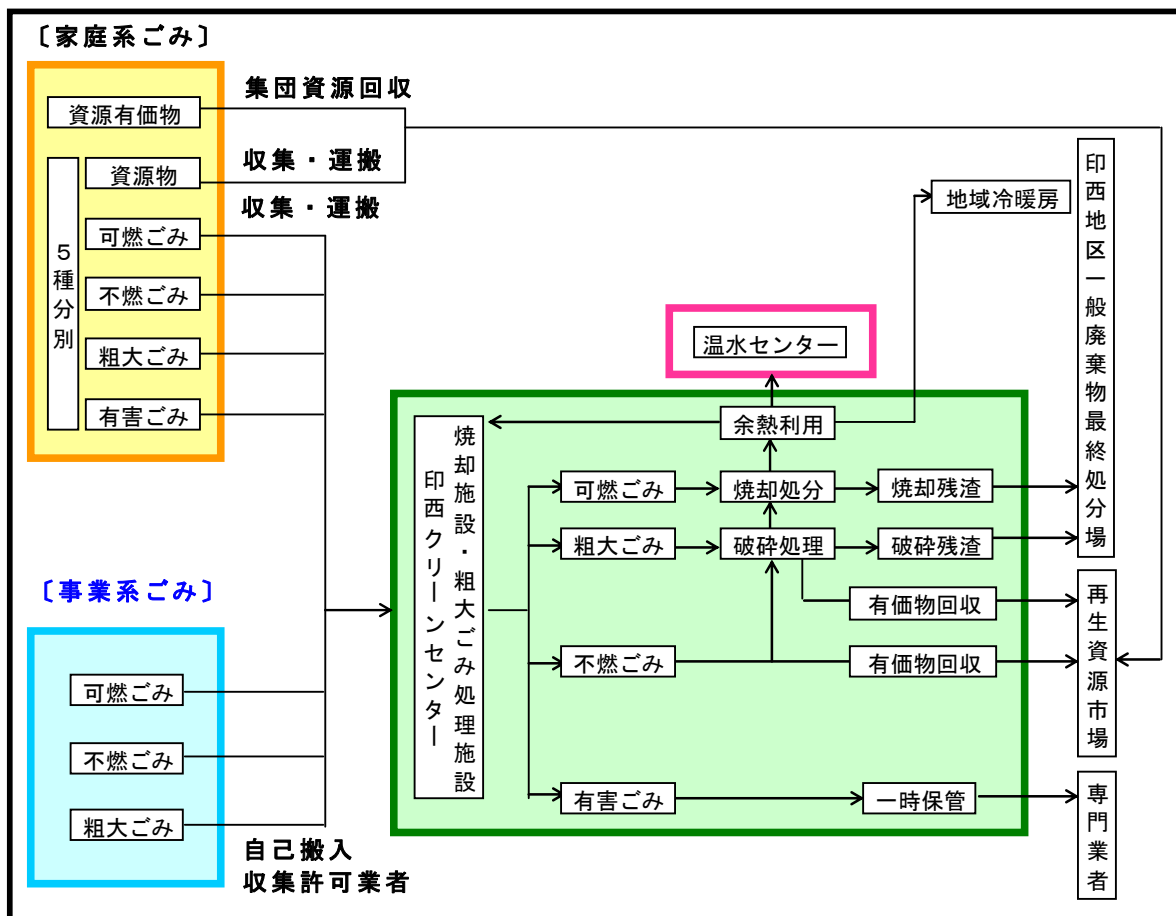 〔家庭系ごみ〕
集団資源回収
資源有価物
収集・運搬
資源物
収集・運搬
5種分別
可燃ごみ
不燃ごみ
粗大ごみ
有害ごみ
〔事業系ごみ〕
可燃ごみ
不燃ごみ
粗大ごみ
自己搬入
収集許可業者
焼却施設・粗大ごみ処理施設
印西クリーンセンター
地域冷暖房
温水センター
余熱利用
可燃ごみ
焼却処分
焼却残渣
粗大ごみ
破砕処理
破砕残渣
有価物回収
不燃ごみ
有価物回収
有害ごみ
一時保管
印西地区一般廃棄物最終処分場
再生資源市場
専門業者